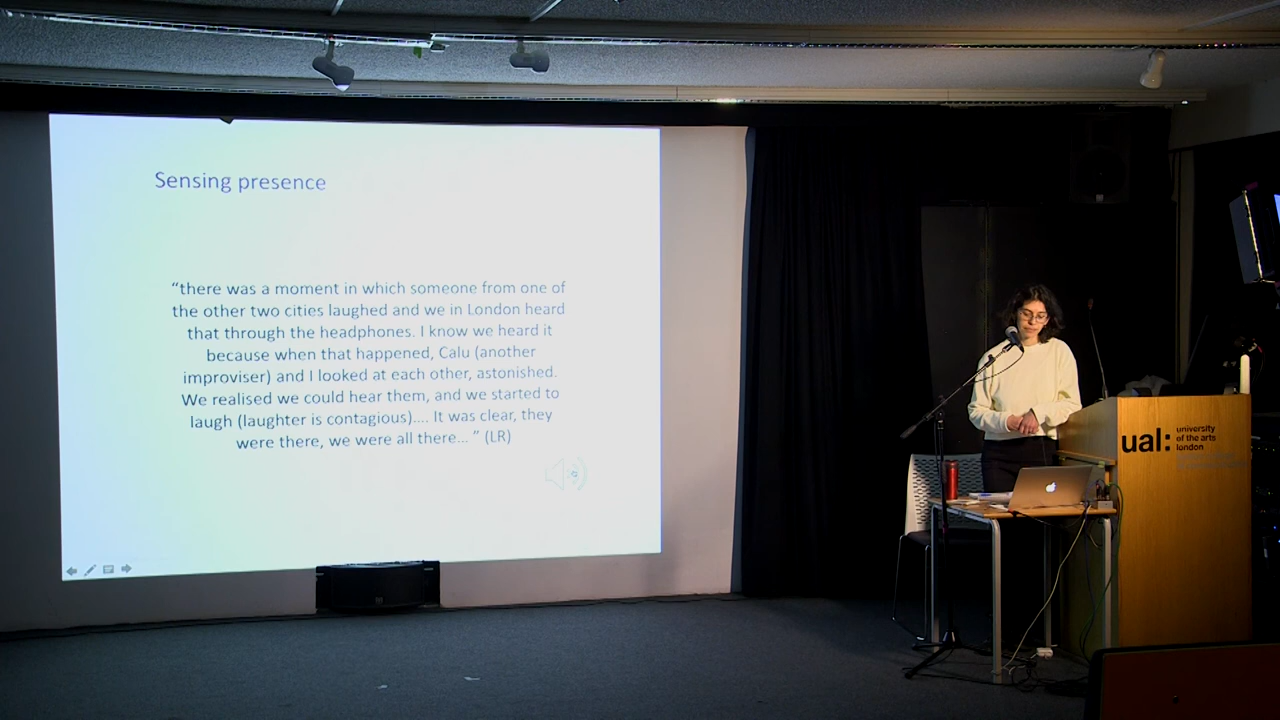 Sensing presence
“there was a moment in which someone from one of
the other two cities laughed and we in London heard
that through the headphones. I know we heard it
because when that happened, Calu (another
improviser) and I looked at each other, astonished.
We realised we could hear them, and we started to
laugh (laughter is contagious).... It was clear, they
were there, we were all there... ” (LR)
ual:
university
of the arts
london